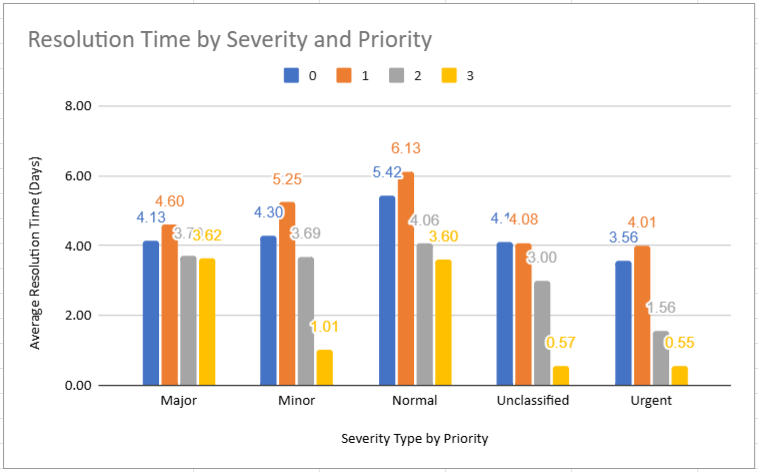 Resolution Time by Severity and Priority
0 1 2 3
8.00
6.00
4.00
2.00
0.00
Average Resolution Time (Days)
4.13 4.60 3.62
4.30 5.25 3.69 1.01
5.42 6.13 4.06 3.60
4.08 3.00 0.57
3.56 4.01 1.56 0.55
Major Minor Normal Unclassified Urgent
Severity Type by Priority